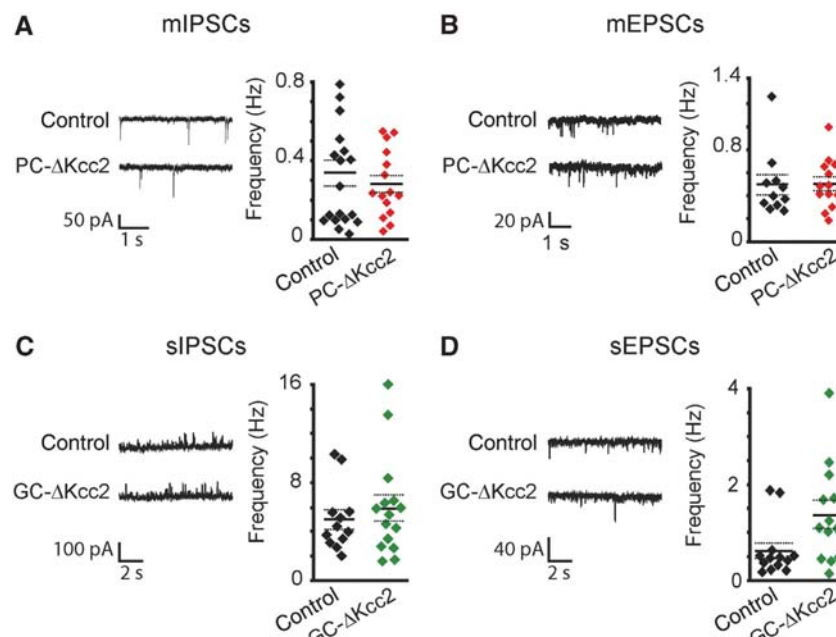 A mIPSCs
Control
PC-ΔKcc2
50 pA
1 s
Frequency (Hz)
0.8
0.4
0
Control
PC-ΔKcc2
B mEPSCs
Control
PC-ΔKcc2
20 pA
1 s
Frequency (Hz)
1.4
0.8
0
Control
PC-ΔKcc2
C sIPSCs
Control
GC-ΔKcc2
100 pA
2 s
Frequency (Hz)
16
8
0
Control
GC-ΔKcc2
D sEPSCs
Control
GC-ΔKcc2
40 pA
2 s
Frequency (Hz)
4
2
0
Control
GC-ΔKcc2